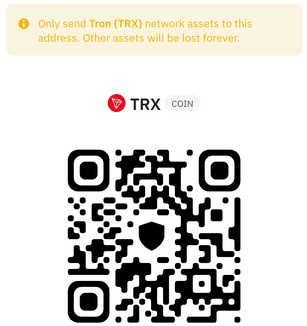 Only send Tron (TRX) network assets to this
address. Other assets will be lost forever.
TRX COIN